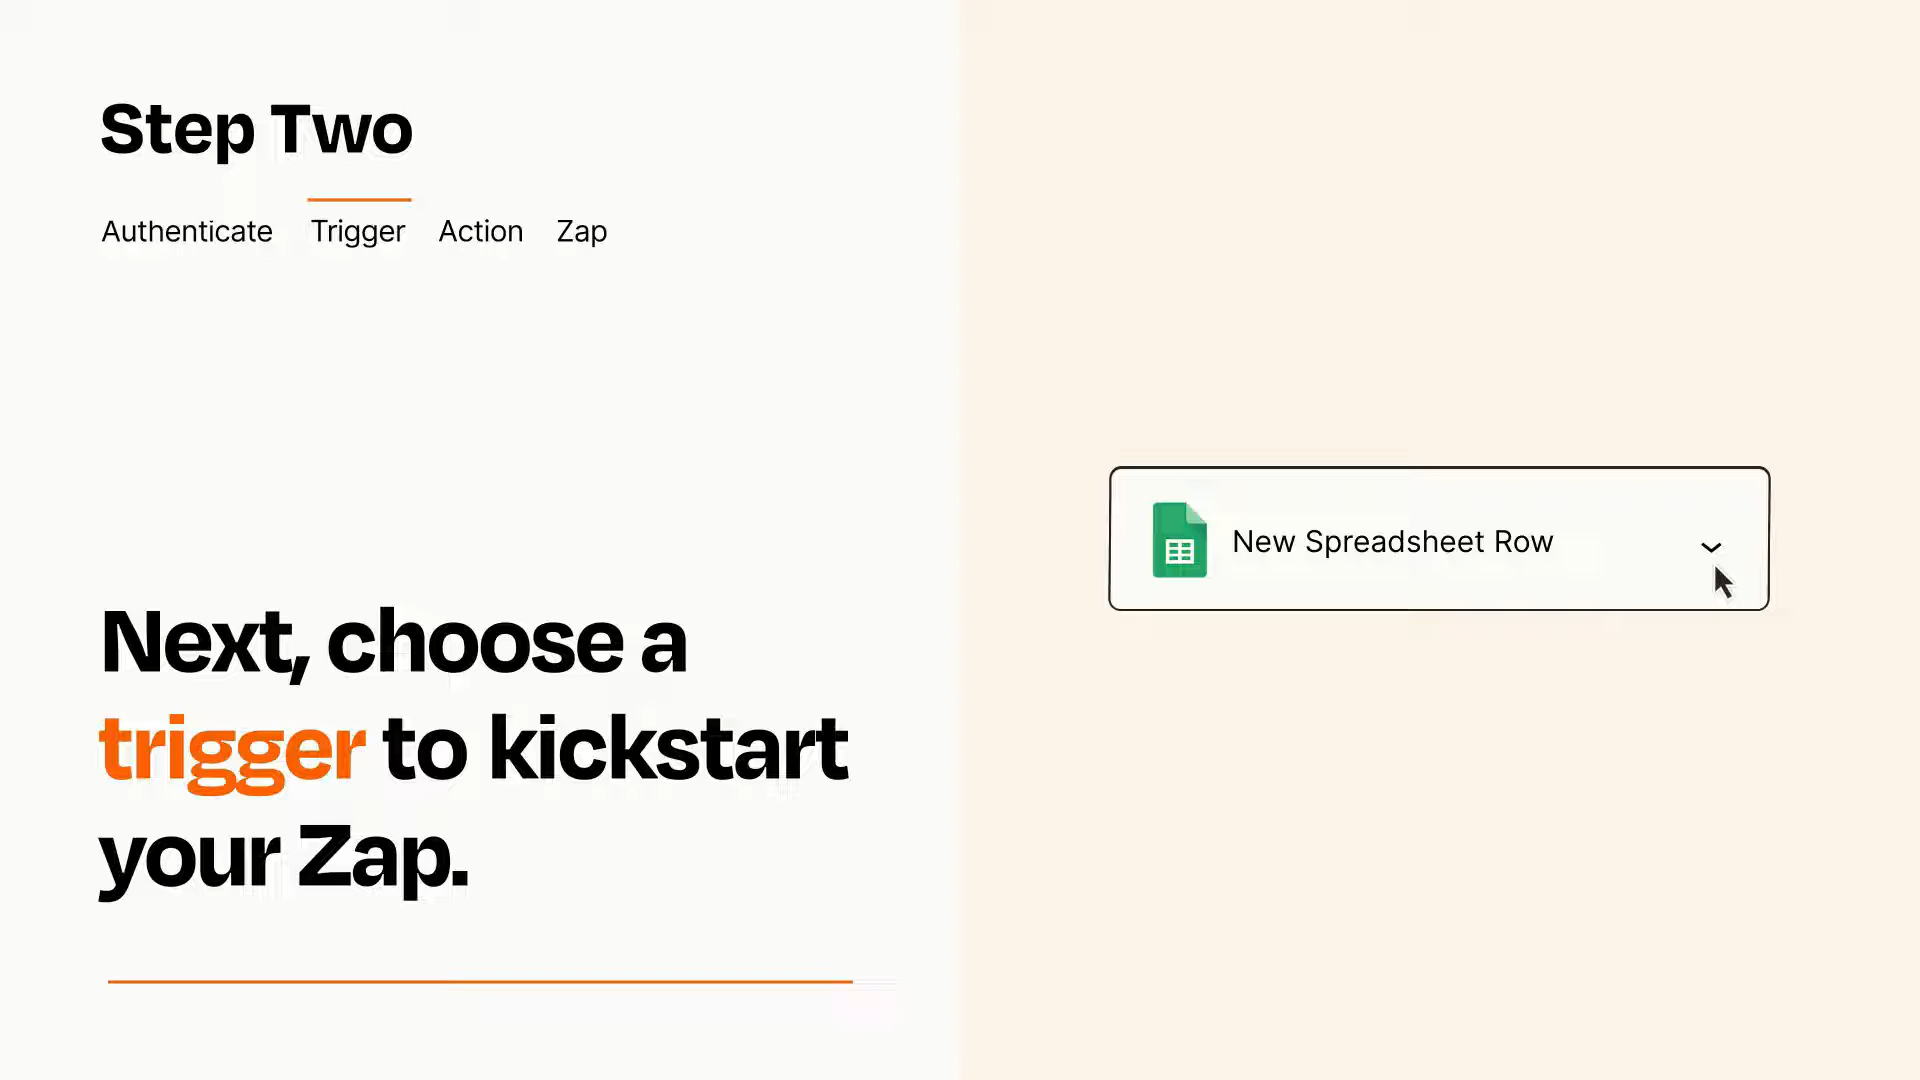 Step Two
Authenticate Trigger Action Zap
Next, choose a
trigger to kickstart
your Zap.
New Spreadsheet Row